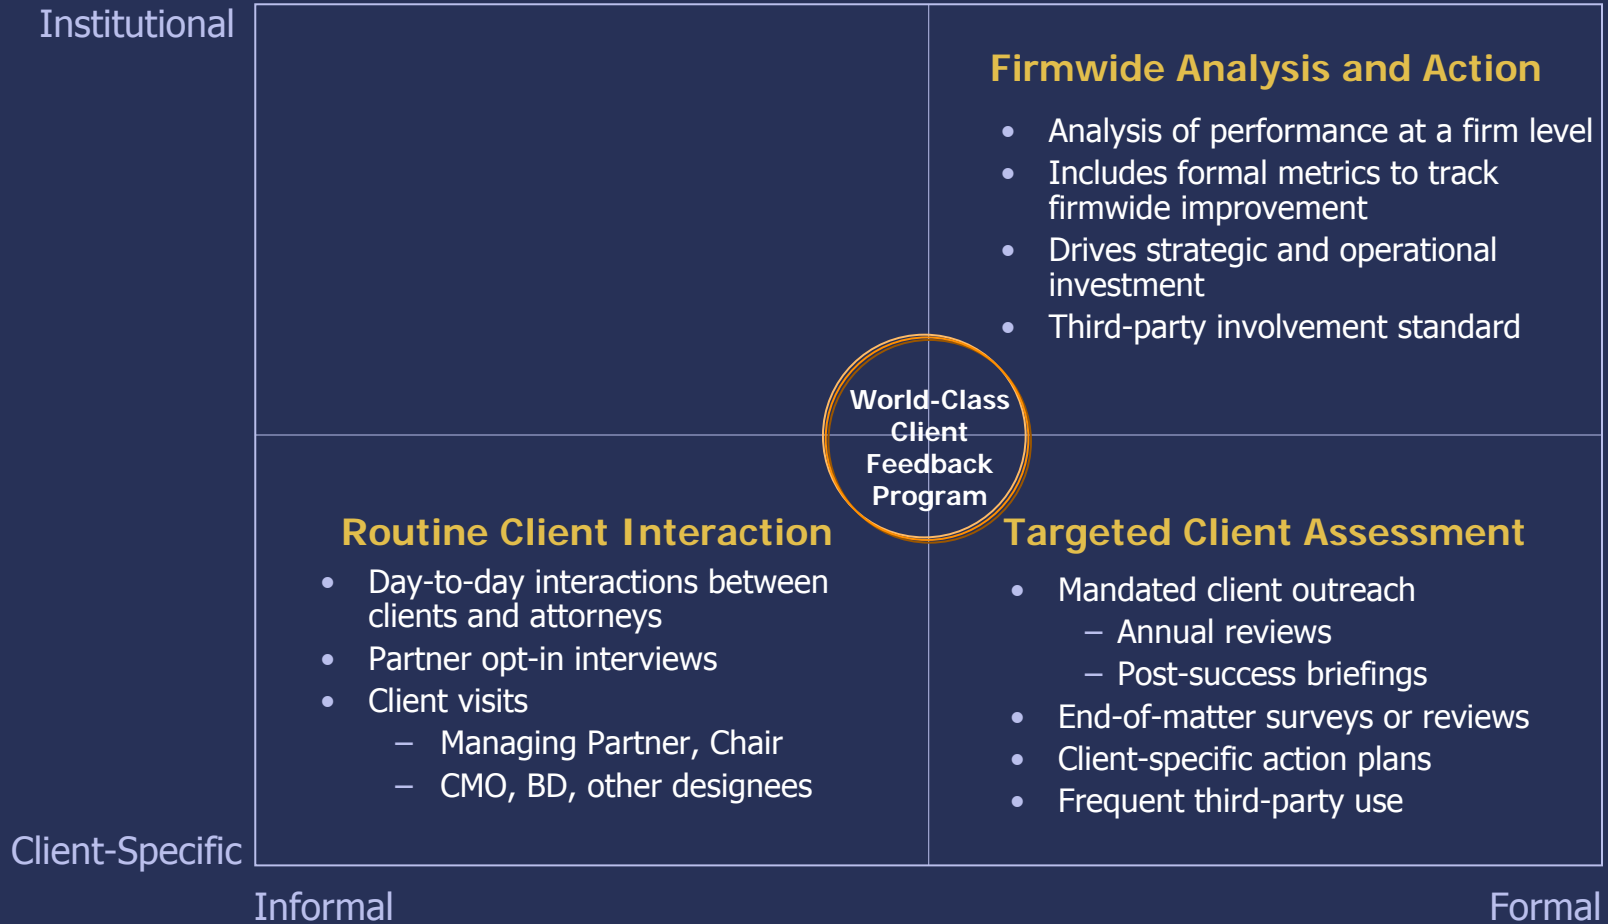 Institutional
Firmwide Analysis and Action
• Analysis of performance at a firm level
• Includes formal metrics to track
firmwide improvement
• Drives strategic and operational
investment
• Third-party involvement standard
World-Class
Client
Feedback
Program
Routine Client Interaction
• Day-to-day interactions between
clients and attorneys
• Partner opt-in interviews
• Client visits
– Managing Partner, Chair
– CMO, BD, other designees
Targeted Client Assessment
• Mandated client outreach
– Annual reviews
– Post-success briefings
• End-of-matter surveys or reviews
• Client-specific action plans
• Frequent third-party use
Client-Specific
Informal
Formal